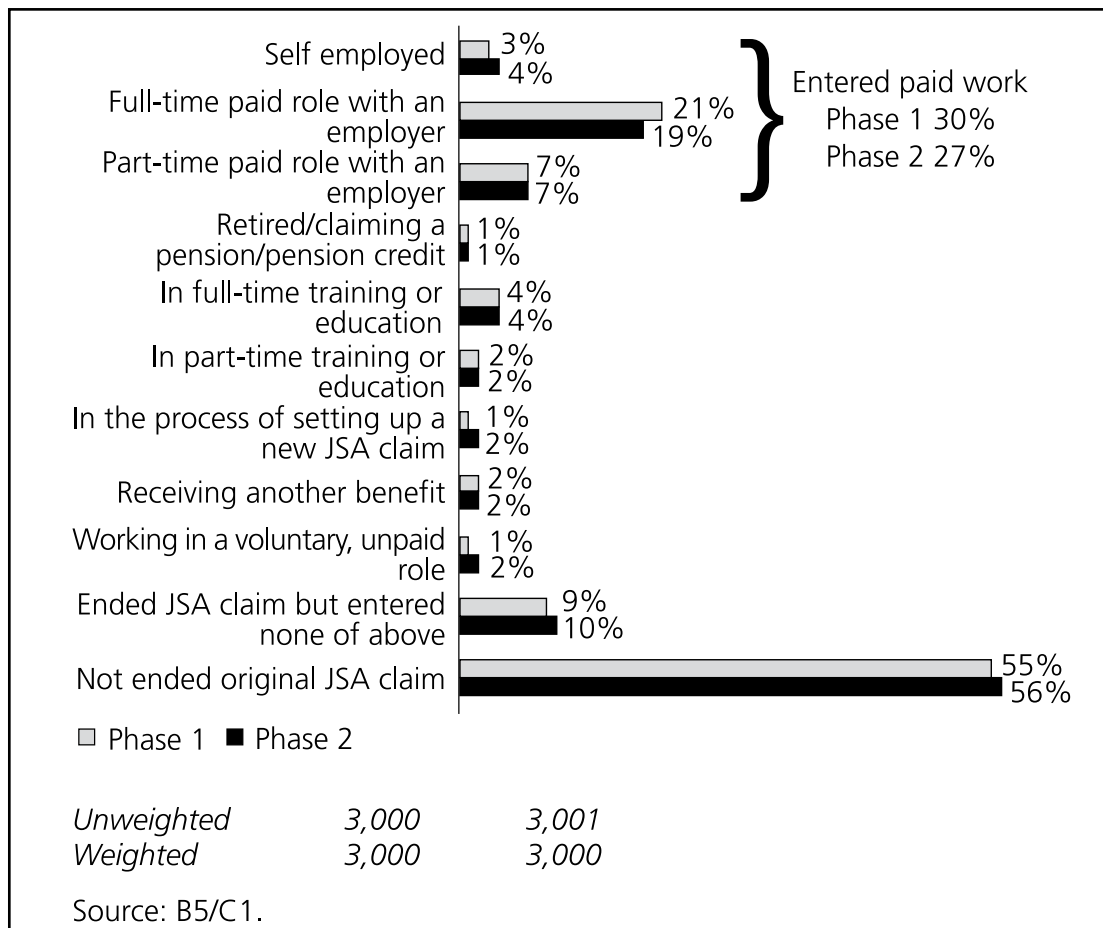 Self employed
3%
4%
Full-time paid role with an
employer
21%
19%
Part-time paid role with an
employer
7%
7%
Entered paid work
Phase 1 30%
Phase 2 27%
Retired/claiming a
pension/pension credit
1%
1%
In full-time training or
education
4%
4%
In part-time training or
education
2%
2%
In the process of setting up a
new JSA claim
1%
2%
Receiving another benefit
2%
2%
Working in a voluntary, unpaid
role
1%
2%
Ended JSA claim but entered
none of above
9%
10%
Not ended original JSA claim
55%
56%
Phase 1 Phase 2
Unweighted 3,000 3,001
Weighted 3,000 3,000
Source: B5/C1.